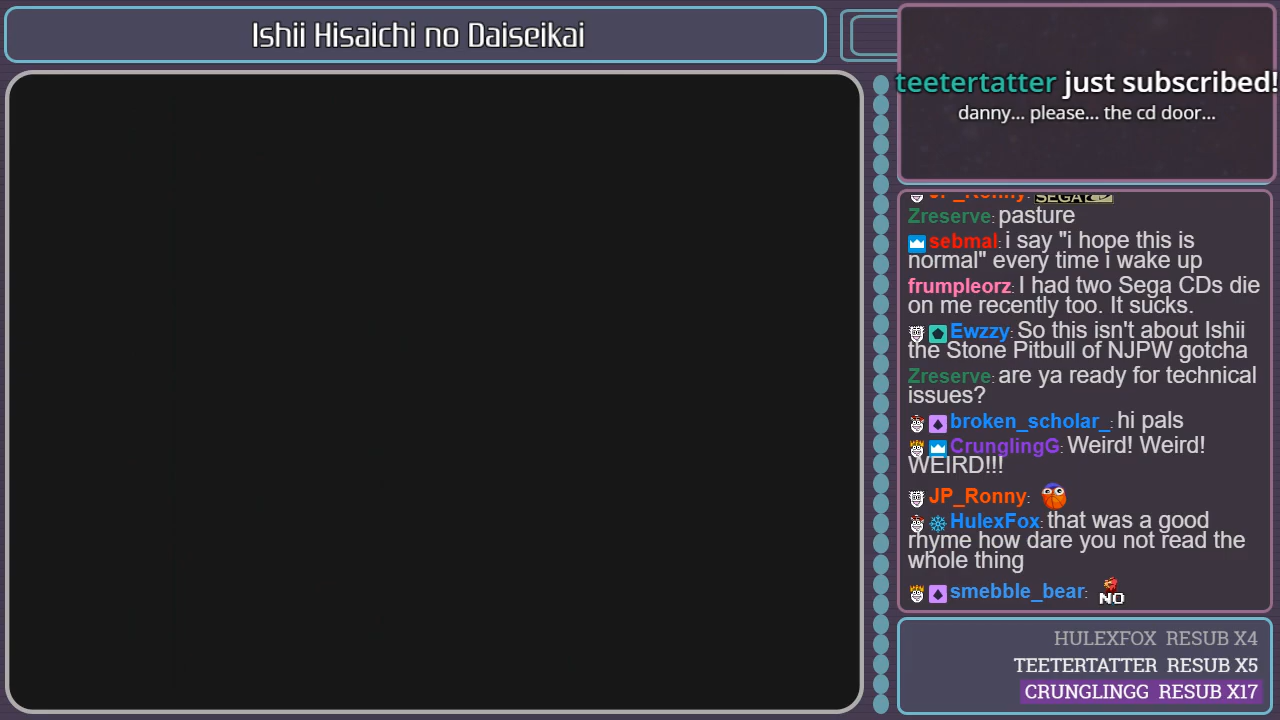 Ishii Hisaichi no Daiseikai
teetertatter just subscribed!
danny... please... the cd door...
JP_Ronny: SEGA CD
Zreserve: pasture
sebmal: i say "i hope this is
normal" every time i wake up
frumpleorz: I had two Sega CDs die
on me recently too. It sucks.
Ewzzy: So this isn't about Ishii
the Stone Pitbull of NJPW gotcha
Zreserve: are ya ready for technical
issues?
broken_scholar_: hi pals
CrunglingG: Weird! Weird!
WEIRD!!!
JP_Ronny:
HulexFox: that was a good
rhyme how dare you not read the
whole thing
smebble_bear: NO
HULEXFOX RESUB X4
TEETERTATTER RESUB X5
CRUNGLINGG RESUB X17